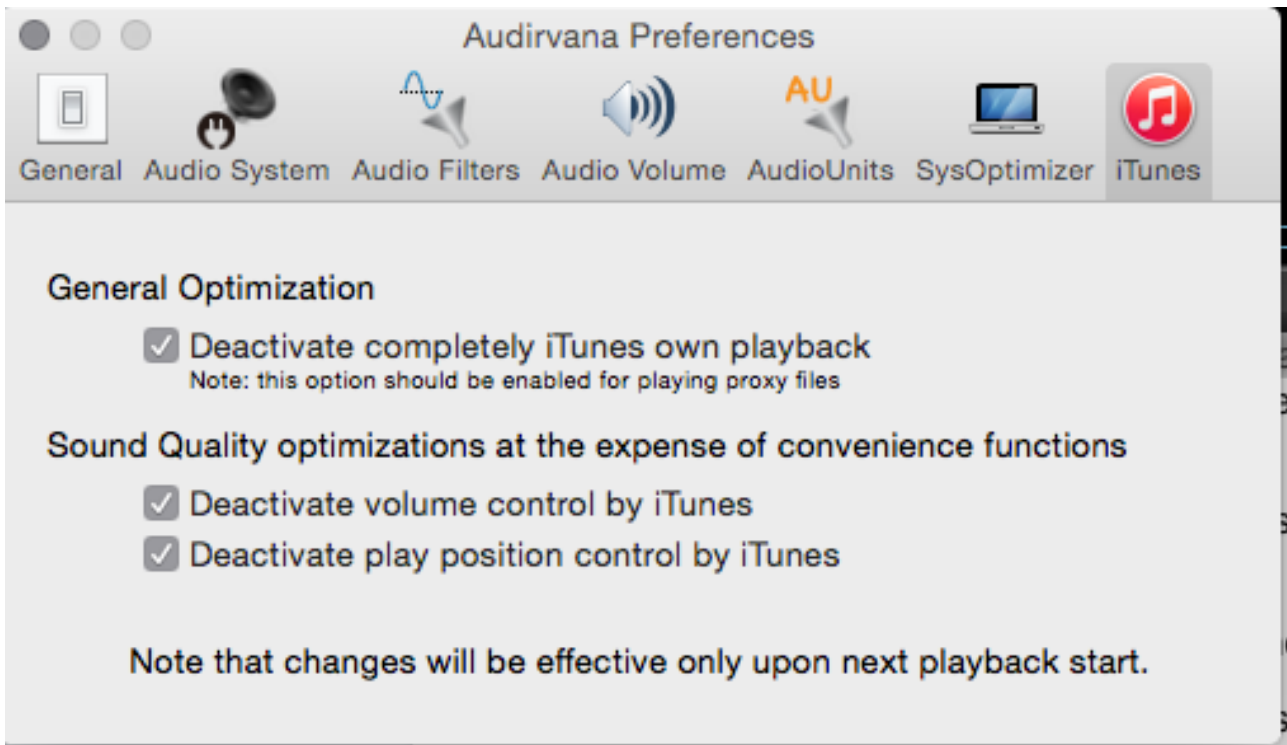 Audirvana Preferences
AU
General Audio System Audio Filters Audio Volume AudioUnits SysOptimizer iTunes
General Optimization
Deactivate completely iTunes own playback
Note: this option should be enabled for playing proxy files
Sound Quality optimizations at the expense of convenience functions
Deactivate volume control by iTunes
Deactivate play position control by iTunes
Note that changes will be effective only upon next playback start.